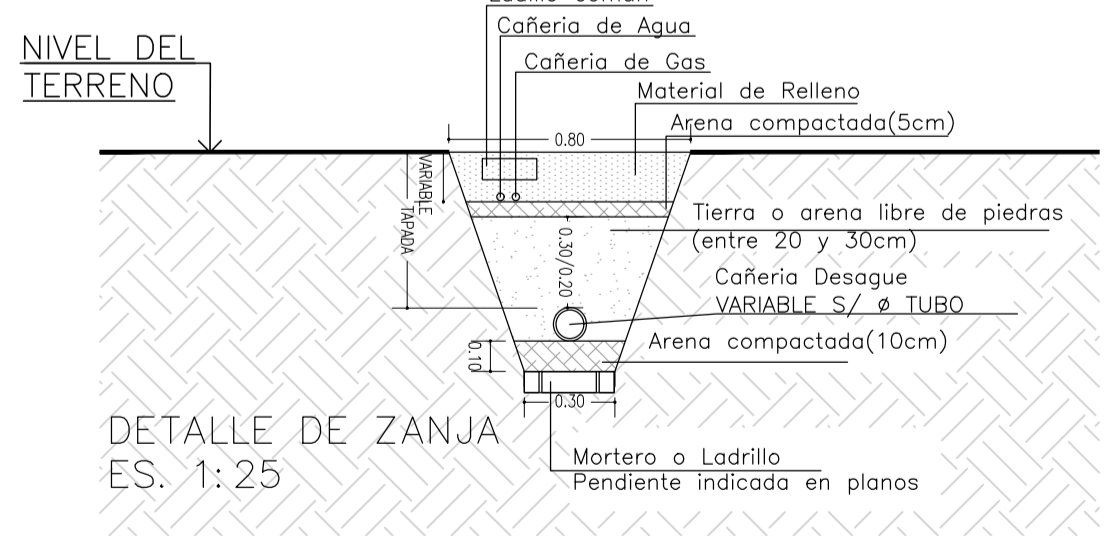 Cañeria de Agua
NIVEL DEL
TERRENO
Cañeria de Gas
Material de Relleno
Arena compactada(5cm)
0.80
VARIABLE
TAPADA
Tierra o arena libre de piedras
(entre 20 y 30cm)
0.30/0.20
Cañeria Desague
VARIABLE S/ ø TUBO
Arena compactada(10cm)
0.10
0.30
DETALLE DE ZANJA
ES. 1:25
Mortero o Ladrillo
Pendiente indicada en planos